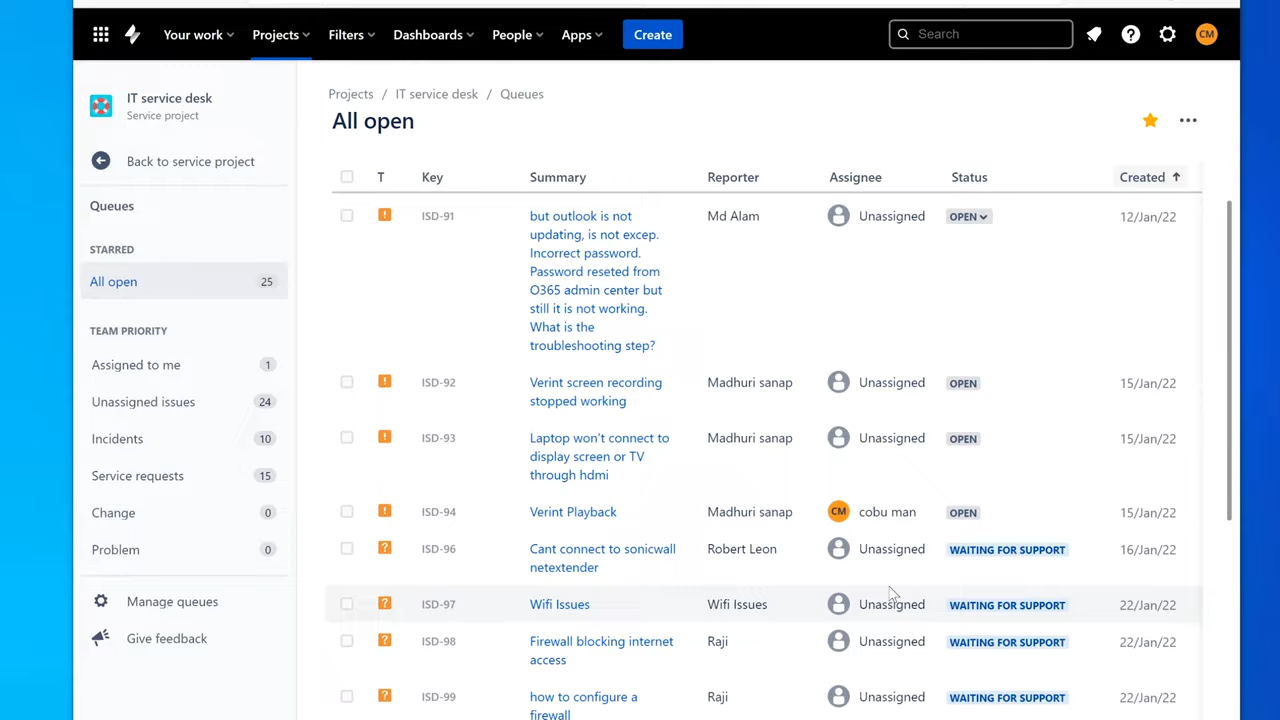 Your work Projects Filters Dashboards People Apps Create Search CM
IT service desk
Service project
Back to service project
Queues
STARRED
All open 25
TEAM PRIORITY
Assigned to me 1
Unassigned issues 24
Incidents 10
Service requests 15
Change 0
Problem 0
Manage queues
Give feedback
Projects / IT service desk / Queues
All open
T Key Summary Reporter Assignee Status Created
ISD-91 but outlook is not Md Alam Unassigned OPEN 12/Jan/22
updating, is not excep.
Incorrect password.
Password reseted from
O365 admin center but
still it is not working.
What is the
troubleshooting step?
ISD-92 Verint screen recording Madhuri sanap Unassigned OPEN 15/Jan/22
stopped working
ISD-93 Laptop won't connect to Madhuri sanap Unassigned OPEN 15/Jan/22
display screen or TV
through hdmi
ISD-94 Verint Playback Madhuri sanap CM cobu man OPEN 15/Jan/22
ISD-96 Cant connect to sonicwall Robert Leon Unassigned WAITING FOR SUPPORT 16/Jan/22
netextender
ISD-97 Wifi Issues Wifi Issues Unassigned WAITING FOR SUPPORT 22/Jan/22
ISD-98 Firewall blocking internet Raji Unassigned WAITING FOR SUPPORT 22/Jan/22
access
ISD-99 how to configure a Raji Unassigned WAITING FOR SUPPORT 22/Jan/22
firewall